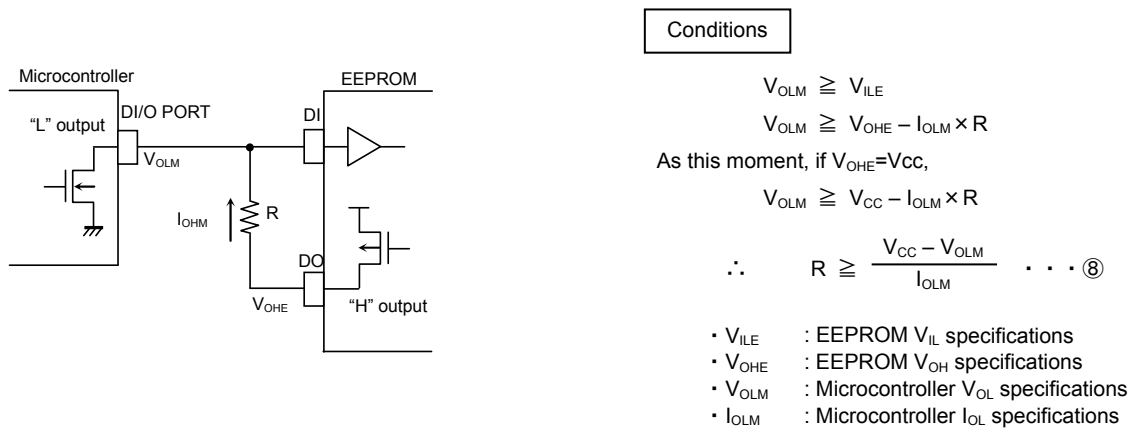 Microcontroller
EEPROM
DI/O PORT
DI
"L" output
V_OLM
I_OHM
R
DO
V_OHE
"H" output
Conditions
V_OLM ≧ V_ILE
V_OLM ≧ V_OHE – I_OLM × R
As this moment, if V_OHE=Vcc,
V_OLM ≧ V_CC – I_OLM × R
∴ R ≧ (V_CC – V_OLM) / I_OLM ・・・⑧
・V_ILE : EEPROM V_IL specifications
・V_OHE : EEPROM V_OH specifications
・V_OLM : Microcontroller V_OL specifications
・I_OLM : Microcontroller I_OL specifications